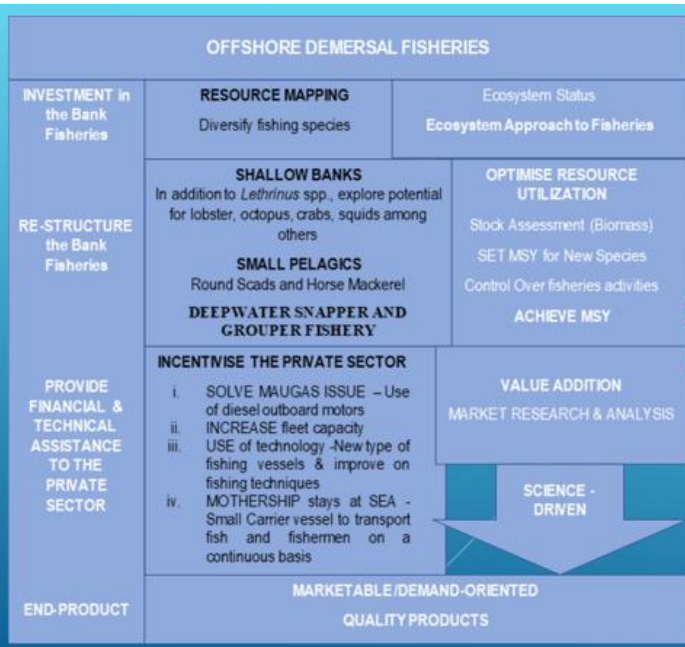 OFFSHORE DEMERSAL FISHERIES
INVESTMENT in
the Bank
Fisheries
RESOURCE MAPPING
Diversify fishing species
Ecosystem Status
Ecosystem Approach to Fisheries
RE-STRUCTURE
the Bank
Fisheries
SHALLOW BANKS
In addition to Lethrinus spp., explore potential
for lobster, octopus, crabs, squids among
others
SMALL PELAGICS
Round Scads and Horse Mackerel
DEEPWATER SNAPPER AND
GROUPER FISHERY
OPTIMISE RESOURCE
UTILIZATION
Stock Assessment (Biomass)
SET MSY for New Species
Control Over fisheries activities
ACHIEVE MSY
PROVIDE
FINANCIAL &
TECHNICAL
ASSISTANCE
TO THE
PRIVATE
SECTOR
INCENTIVISE THE PRIVATE SECTOR
i. SOLVE MAUGAS ISSUE – Use
of diesel outboard motors
ii. INCREASE fleet capacity
iii. USE of technology -New type of
fishing vessels & improve on
fishing techniques
iv. MOTHERSHIP stays at SEA -
Small Carrier vessel to transport
fish and fishermen on a
continuous basis
VALUE ADDITION
MARKET RESEARCH & ANALYSIS
SCIENCE -
DRIVEN
END-PRODUCT
MARKETABLE/DEMAND-ORIENTED
QUALITY PRODUCTS